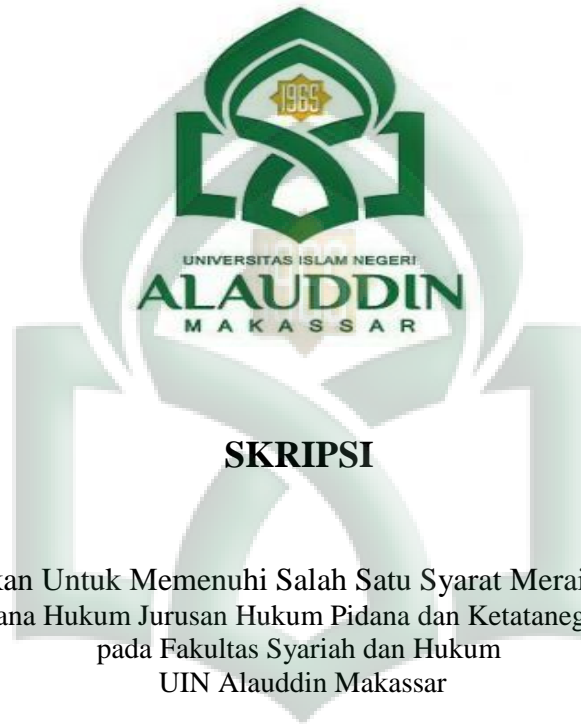 1965
UNIVERSITAS ISLAM NEGERI
ALAUDDIN
MAKASSAR
SKRIPSI
Untuk Memenuhi Salah Satu Syarat
Hukum Jurusan Hukum Pidana dan
pada Fakultas Syariah dan Hukum
UIN Alauddin Makassar